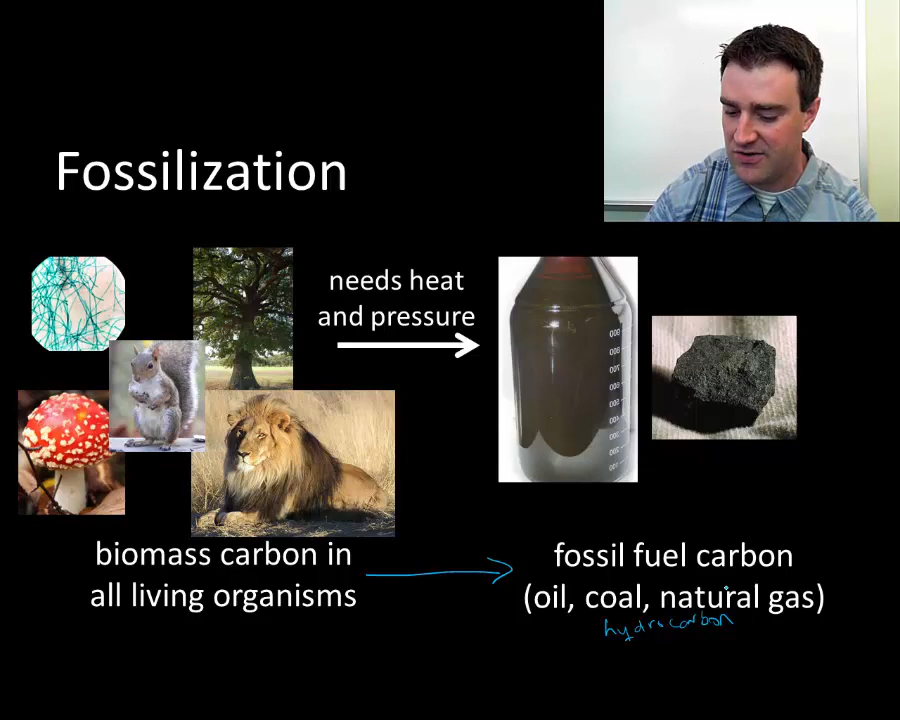 Fossilization
needs heat
and pressure
biomass carbon in
all living organisms
fossil fuel carbon
(oil, coal, natural gas)
hydrocarbon